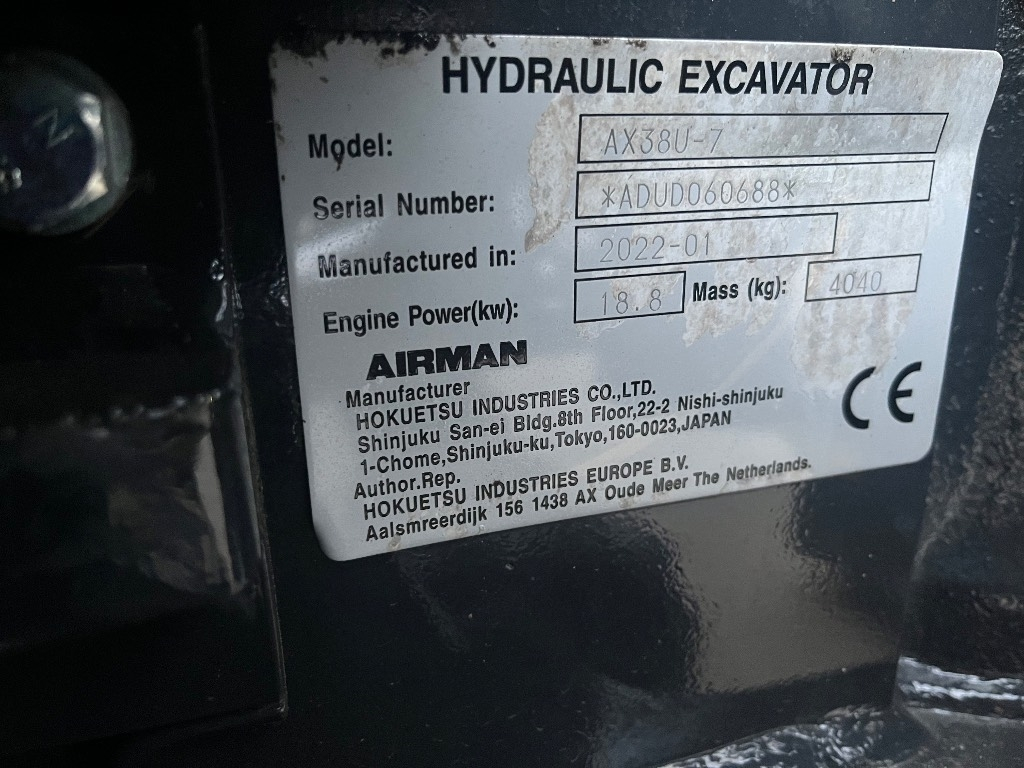 HYDRAULIC EXCAVATOR
Model: AX38U-7
Serial Number: *ADUD060688*
Manufactured in: 2022-01
Engine Power(kw): 18.8 Mass (kg): 4040
AIRMAN
Manufacturer
HOKUETSU INDUSTRIES CO.,LTD.
Shinjuku San-ei Bldg.8th Floor,22-2 Nishi-shinjuku
1-Chome,Shinjuku-ku,Tokyo,160-0023,JAPAN
Author.Rep.
HOKUETSU INDUSTRIES EUROPE B.V.
Aalsmreerdijk 156 1438 AX Oude Meer The Netherlands.
CE